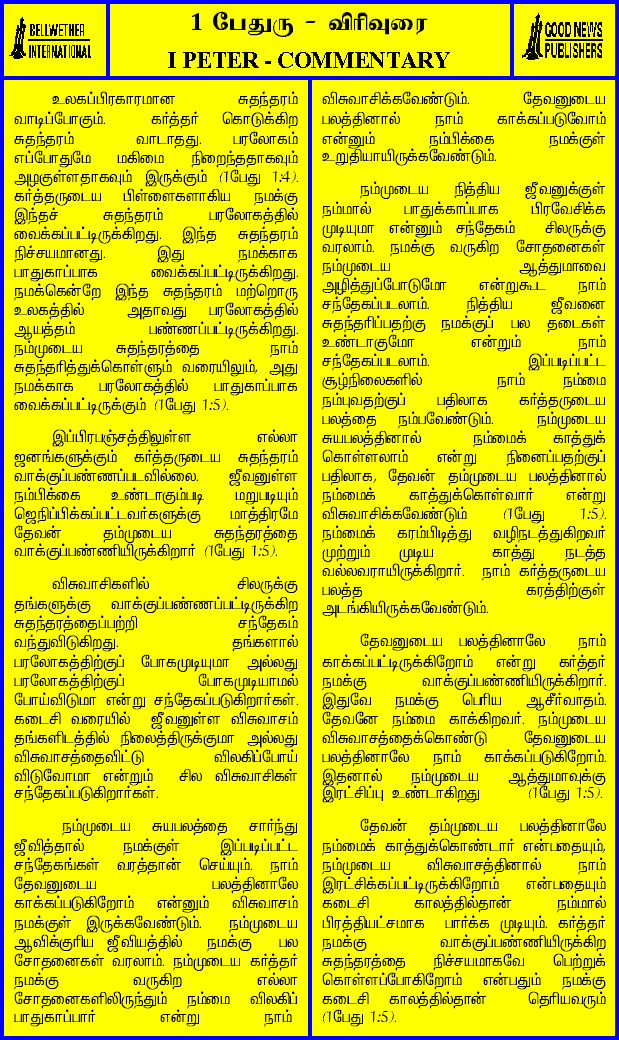 BELLWETHER
INTERNATIONAL
1 பேதுரு - விரிவுரை
I PETER - COMMENTARY
GOOD NEWS
PUBLISHERS
உலகப்பிரகாரமான சுதந்தரம்
வாடிப்போகும். கர்த்தர் கொடுக்கிற
சுதந்தரம் வாடாதது. பரலோகம்
எப்போதுமே மகிமை நிறைந்ததாகவும்
அழகுள்ளதாகவும் இருக்கும் (1பேது 1:4).
கர்த்தருடைய பிள்ளைகளாகிய நமக்கு
இந்தச் சுதந்தரம் பரலோகத்தில்
வைக்கப்பட்டிருக்கிறது. இந்த சுதந்தரம்
நிச்சயமானது. இது நமக்காக
பாதுகாப்பாக வைக்கப்பட்டிருக்கிறது.
நமக்கென்றே இந்த சுதந்தரம் மற்றொரு
உலகத்தில் அதாவது பரலோகத்தில்
ஆயத்தம் பண்ணப்பட்டிருக்கிறது.
நம்முடைய சுதந்தரத்தை நாம்
சுதந்தரித்துக்கொள்ளும் வரையிலும், அது
நமக்காக பரலோகத்தில் பாதுகாப்பாக
வைக்கப்பட்டிருக்கும் (1பேது 1:5).
இப்பிரபஞ்சத்திலுள்ள எல்லா
ஜனங்களுக்கும் கர்த்தருடைய சுதந்தரம்
வாக்குப்பண்ணப்படவில்லை. ஜீவனுள்ள
நம்பிக்கை உண்டாகும்படி மறுபடியும்
ஜெநிப்பிக்கப்பட்டவர்களுக்கு மாத்திரமே
தேவன் தம்முடைய சுதந்தரத்தை
வாக்குப்பண்ணியிருக்கிறார் (1பேது 1:5).
விசுவாசிகளில் சிலருக்கு
தங்களுக்கு வாக்குப்பண்ணப்பட்டிருக்கிற
சுதந்தரத்தைப்பற்றி சந்தேகம்
வந்துவிடுகிறது. தங்களால்
பரலோகத்திற்குப் போகமுடியுமா அல்லது
பரலோகத்திற்குப் போகமுடியாமல்
போய்விடுமா என்று சந்தேகப்படுகிறார்கள்.
கடைசி வரையில் ஜீவனுள்ள விசுவாசம்
தங்களிடத்தில் நிலைத்திருக்குமா அல்லது
விசுவாசத்தைவிட்டு விலகிப்போய்
விடுவோமா என்றும் சில விசுவாசிகள்
சந்தேகப்படுகிறார்கள்.
நம்முடைய சுயபலத்தை சார்ந்து
ஜீவித்தால் நமக்குள் இப்படிப்பட்ட
சந்தேகங்கள் வரத்தான் செய்யும். நாம்
தேவனுடைய பலத்தினாலே
காக்கப்படுகிறோம் என்னும் விசுவாசம்
நமக்குள் இருக்கவேண்டும். நம்முடைய
ஆவிக்குரிய ஜீவியத்தில் நமக்கு பல
சோதனைகள் வரலாம். நம்முடைய கர்த்தர்
நமக்கு வருகிற எல்லா
சோதனைகளிலிருந்தும் நம்மை விலகிப்
பாதுகாப்பார் என்று நாம்
விசுவாசிக்கவேண்டும். தேவனுடைய
பலத்தினால் நாம் காக்கப்படுவோம்
என்னும் நம்பிக்கை நமக்குள்
உறுதியாயிருக்கவேண்டும்.
நம்முடைய நித்திய ஜீவனுக்குள்
நம்மால் பாதுக்காப்பாக பிரவேசிக்க
முடியுமா என்னும் சந்தேகம் சிலருக்கு
வரலாம். நமக்கு வருகிற சோதனைகள்
நம்முடைய ஆத்துமாவை
அழித்துப்போடுமோ என்றுகூட நாம்
சந்தேகப்படலாம். நித்திய ஜீவனை
சுதந்தரிப்பதற்கு நமக்குப் பல தடைகள்
உண்டாகுமோ என்றும் நாம்
சந்தேகப்படலாம். இப்படிப்பட்ட
சூழ்நிலைகளில் நாம் நம்மை
நம்புவதற்குப் பதிலாக கர்த்தருடைய
பலத்தை நம்பவேண்டும். நம்முடைய
சுயபலத்தினால் நம்மைக் காத்துக்
கொள்ளலாம் என்று நினைப்பதற்குப்
பதிலாக, தேவன் தம்முடைய பலத்தினால்
நம்மைக் காத்துக்கொள்வார் என்று
விசுவாசிக்கவேண்டும் (1பேது 1:5).
நம்மைக் கரம்பிடித்து வழிநடத்துகிறவர்
முற்றும் முடிய காத்து நடத்த
வல்லவராயிருக்கிறார். நாம் கர்த்தருடைய
பலத்த கரத்திற்குள்
அடங்கியிருக்கவேண்டும்.
தேவனுடைய பலத்தினாலே நாம்
காக்கப்பட்டிருக்கிறோம் என்று கர்த்தர்
நமக்கு வாக்குப்பண்ணியிருக்கிறார்.
இதுவே நமக்கு பெரிய ஆசீர்வாதம்.
தேவனே நம்மை காக்கிறவர். நம்முடைய
விசுவாசத்தைக்கொண்டு தேவனுடைய
பலத்தினாலே நாம் காக்கப்படுகிறோம்.
இதனால் நம்முடைய ஆத்துமாவுக்கு
இரட்சிப்பு உண்டாகிறது (1பேது 1:5).
தேவன் தம்முடைய பலத்தினாலே
நம்மைக் காத்துக்கொண்டார் என்பதையும்,
நம்முடைய விசுவாசத்தினால் நாம்
இரட்சிக்கப்பட்டிருக்கிறோம் என்பதையும்
கடைசி காலத்தில்தான் நம்மால்
பிரத்தியட்சமாக பார்க்க முடியும். கர்த்தர்
நமக்கு வாக்குப்பண்ணியிருக்கிற
சுதந்தரத்தை நிச்சயமாகவே பெற்றுக்
கொள்ளப்போகிறோம் என்பதும் நமக்கு
கடைசி காலத்தில்தான் தெரியவரும்
(1பேது 1:5).